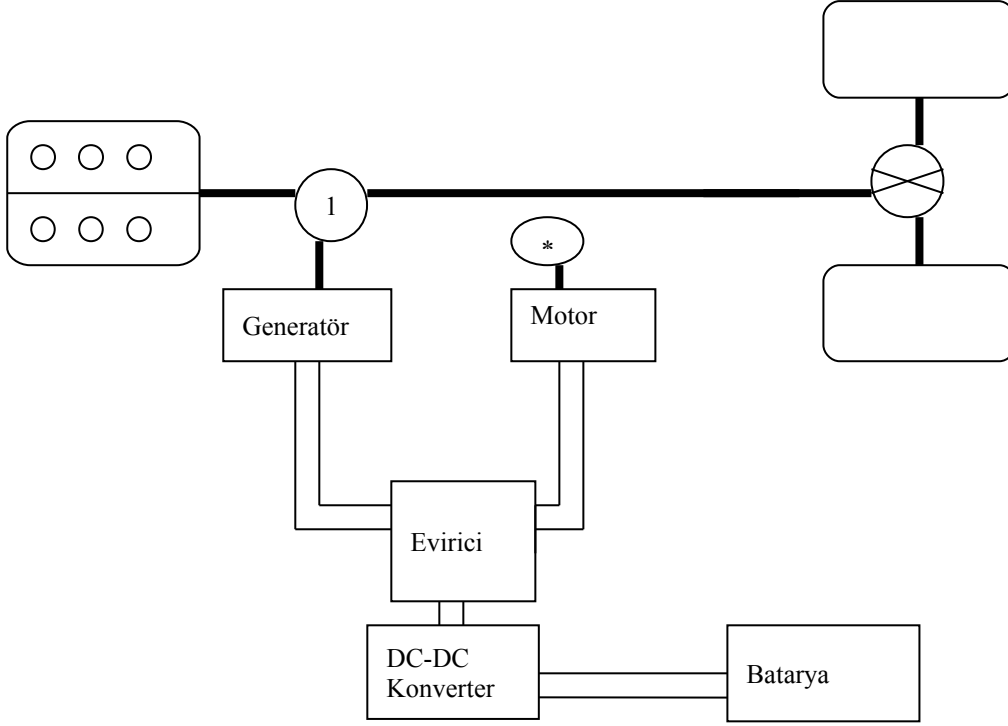 1
*
Generatör
Motor
Evirici
DC-DC
Konverter
Batarya